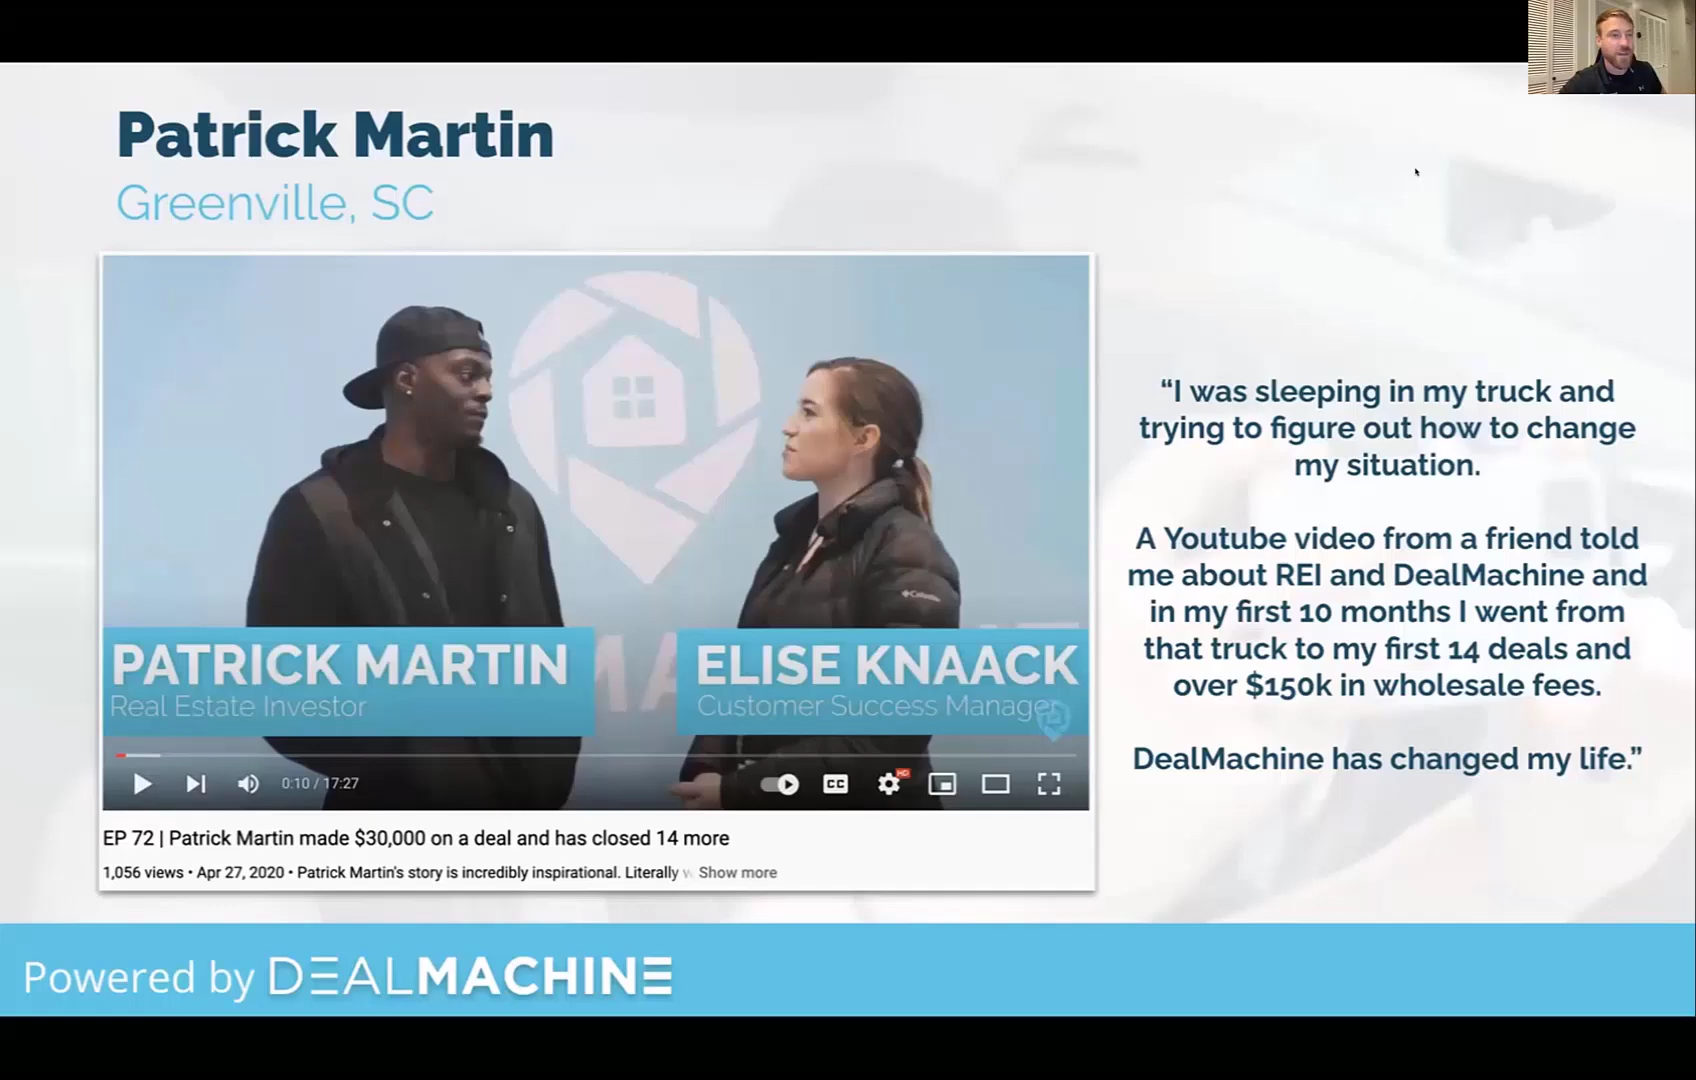 Patrick Martin
Greenville, SC
PATRICK MARTIN
Real Estate Investor
ELISE KNAACK
Customer Success Manager
Columbia
0:10 / 17:27
CC
HD
EP 72 | Patrick Martin made $30,000 on a deal and has closed 14 more
1,056 views • Apr 27, 2020 • Patrick Martin's story is incredibly inspirational. Literally Show more
“I was sleeping in my truck and
trying to figure out how to change
my situation.
A Youtube video from a friend told
me about REI and DealMachine and
in my first 10 months I went from
that truck to my first 14 deals and
over $150k in wholesale fees.
DealMachine has changed my life.”
Powered by DEALMACHINE